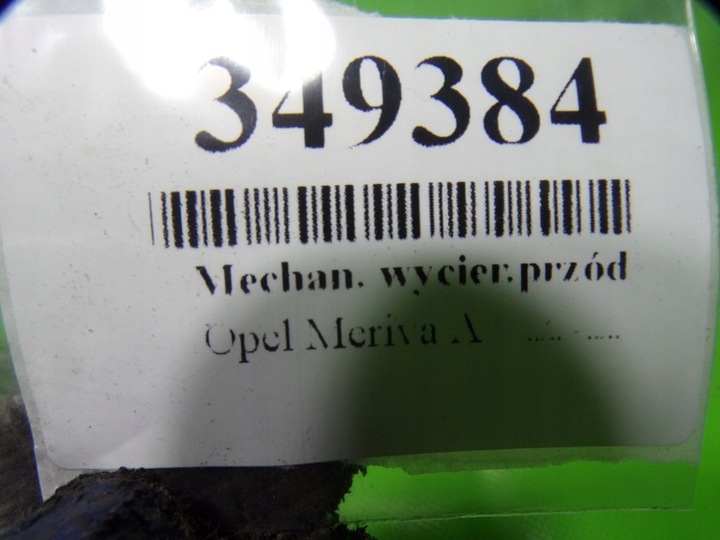 349384
Mechan. wycier.przód
Opel Meriva A